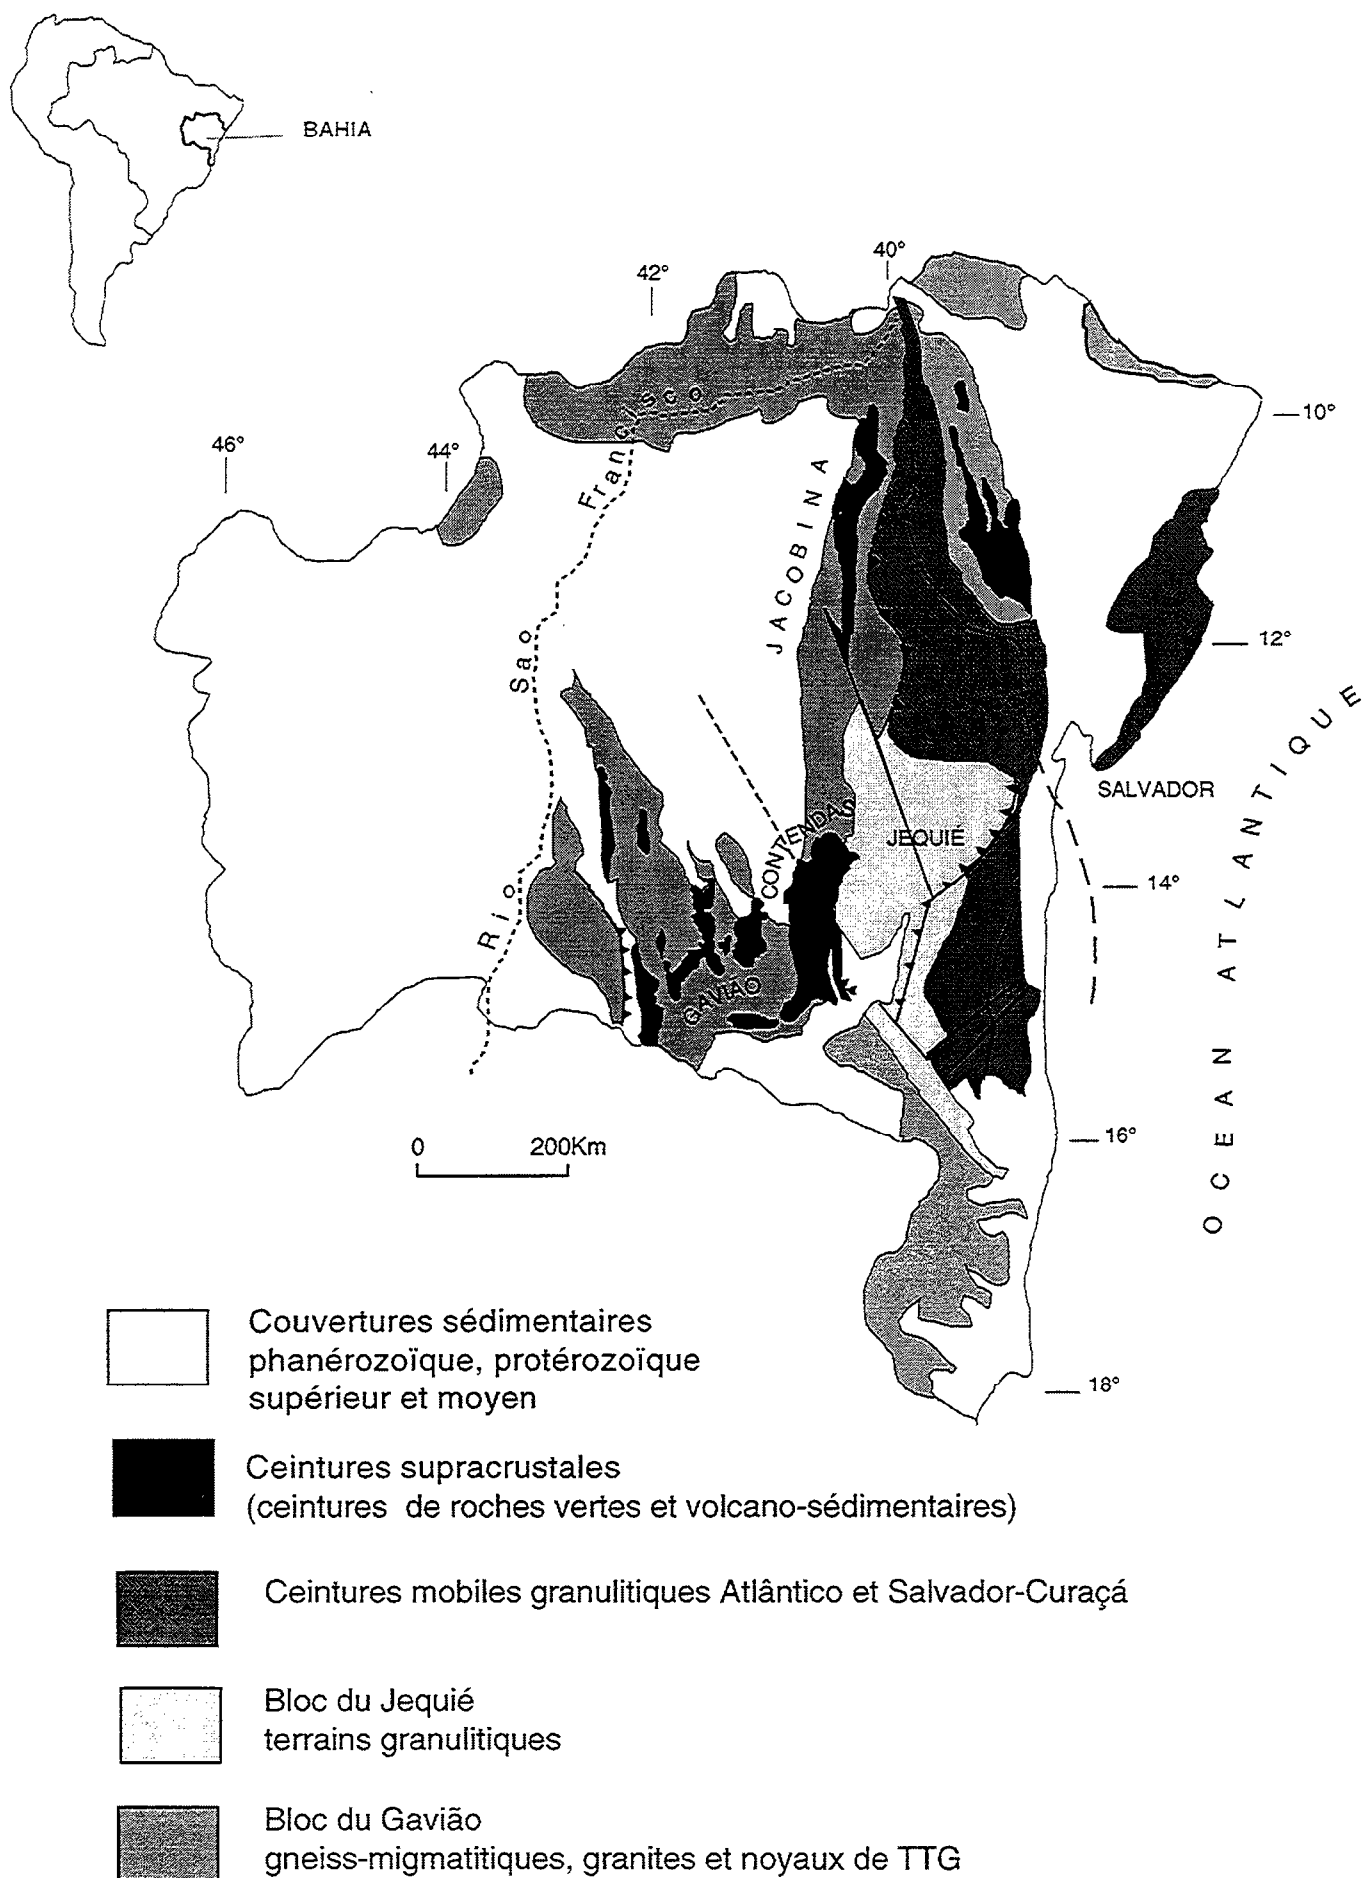 BAHIA
40°
42°
10°
46°
44°
Rio Sao Francisco
JACOBINA
12°
SALVADOR
CONTENDAS
JEQUIÉ
14°
GAVIÃO
OCEAN ATLANTIQUE
16°
0 200Km
18°
Couvertures sédimentaires
phanérozoïque, protérozoïque
supérieur et moyen
Ceintures supracrustales
(ceintures de roches vertes et volcano-sédimentaires)
Ceintures mobiles granulitiques Atlântico et Salvador-Curaçá
Bloc du Jequié
terrains granulitiques
Bloc du Gavião
gneiss-migmatitiques, granites et noyaux de TTG